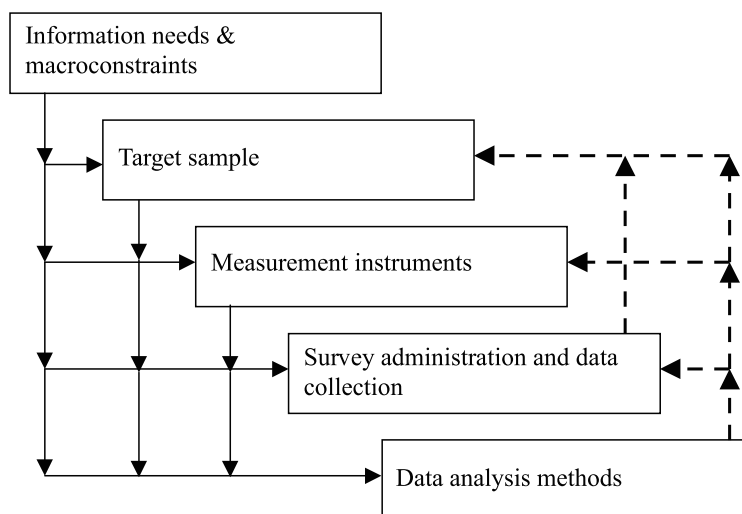 Information needs &
macroconstraints
Target sample
Measurement instruments
Survey administration and data
collection
Data analysis methods